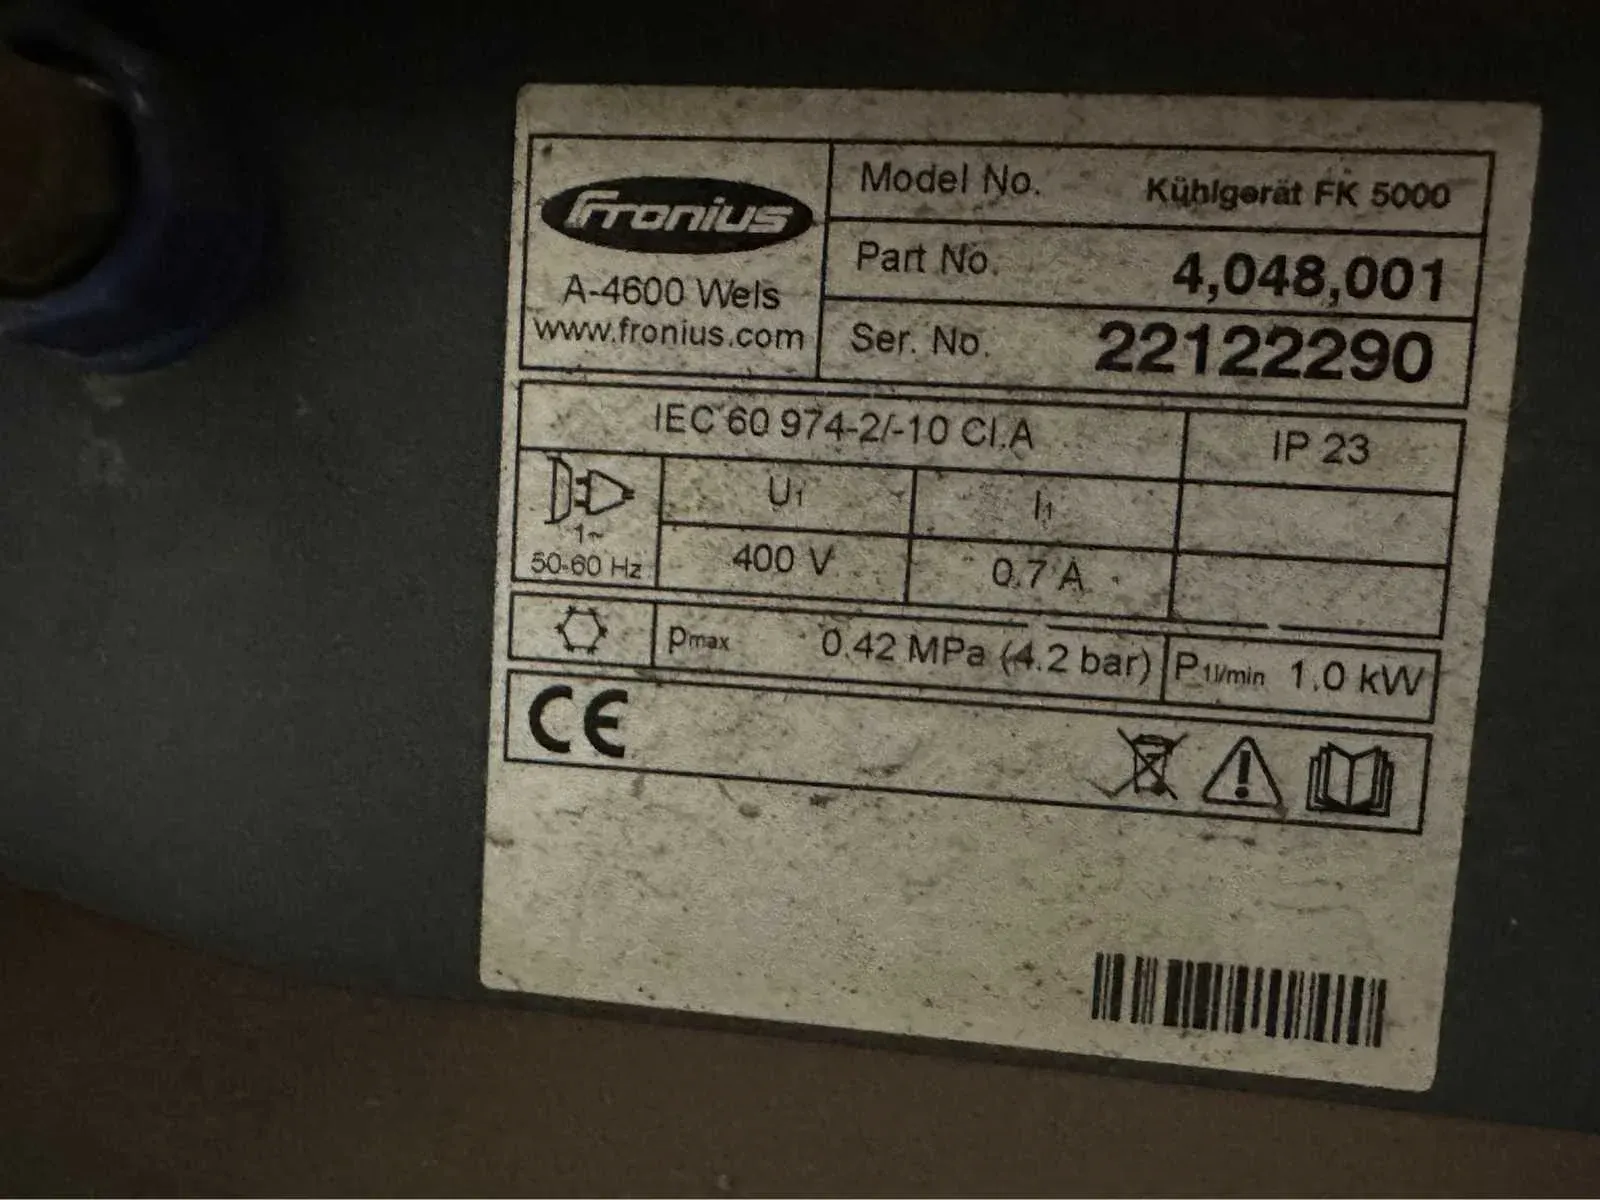 Fronius
A-4600 Wels
www.fronius.com
Model No. Kühlgerät FK 5000
Part No. 4,048,001
Ser. No. 22122290
IEC 60 974-2/-10 Cl.A IP 23
U1 I1
1~
50-60 Hz 400 V 0.7 A
pmax 0.42 MPa (4.2 bar) P1l/min 1.0 kW
CE